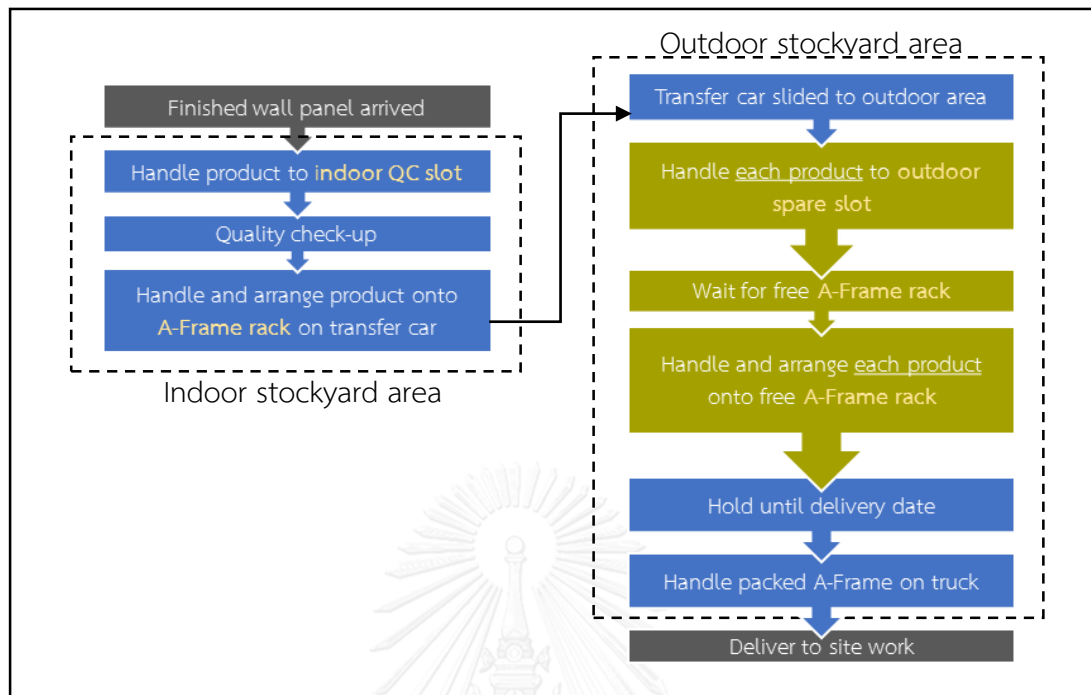 Finished wall panel arrived
Handle product to indoor QC slot
Quality check-up
Handle and arrange product onto
A-Frame rack on transfer car
Indoor stockyard area
Outdoor stockyard area
Transfer car slided to outdoor area
Handle each product to outdoor
spare slot
Wait for free A-Frame rack
Handle and arrange each product
onto free A-Frame rack
Hold until delivery date
Handle packed A-Frame on truck
Deliver to site work